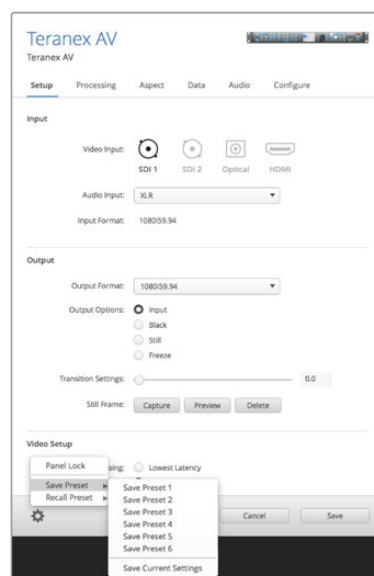 Teranex AV
Teranex AV
Setup Processing Aspect Data Audio Configure
Input
Video Input:
SDI 1 SDI 2 Optical HDMI
Audio Input: XLR
Input Format: 1080i59.94
Output
Output Format: 1080i59.94
Output Options: Input
Black
Still
Freeze
Transition Settings: 0.0
Still Frame: Capture Preview Delete
Video Setup
Panel Lock
sing: Lowest Latency
Save Preset
Recall Preset
Save Preset 1
Save Preset 2
Save Preset 3
Save Preset 4
Save Preset 5
Save Preset 6
Save Current Settings
Cancel Save